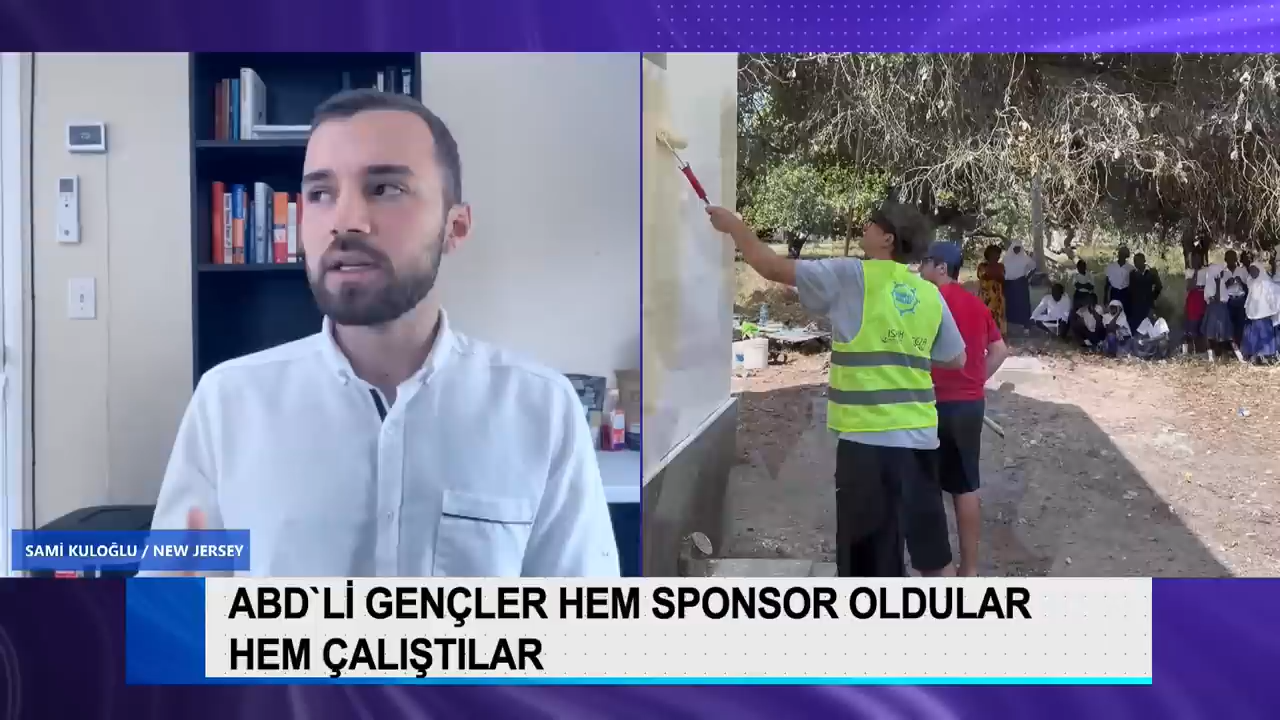 SAMİ KULOĞLU / NEW JERSEY
ABD`Lİ GENÇLER HEM SPONSOR OLDULAR
HEM ÇALIŞTILAR